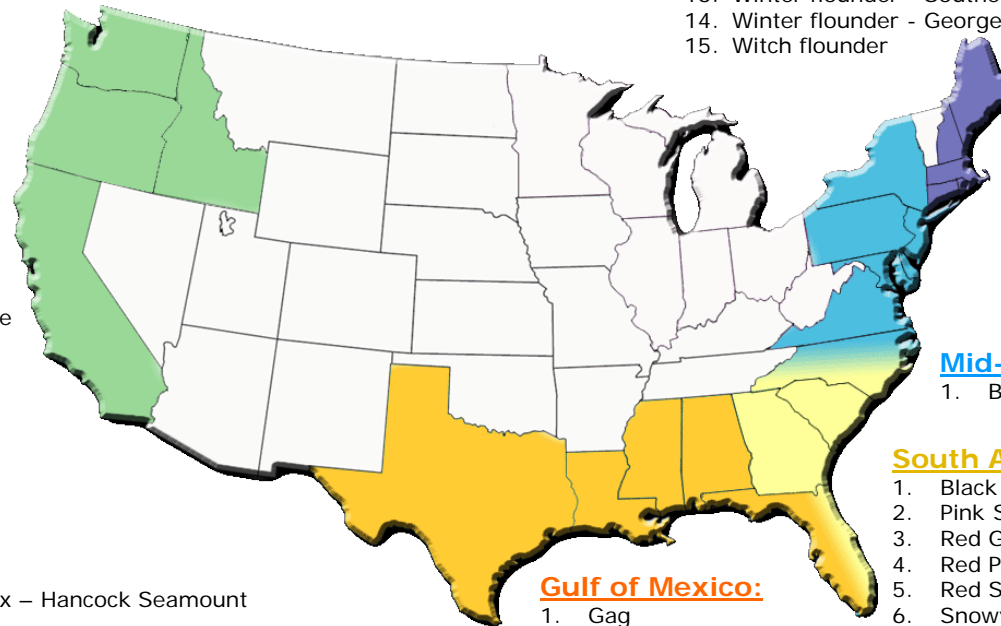 14. Winter flounder - George
15. Witch flounder
e
Mid-
1. B
South A
1. Black
2. Pink S
3. Red G
4. Red P
5. Red S
6. Snow
x – Hancock Seamount
Gulf of Mexico:
1. Gag